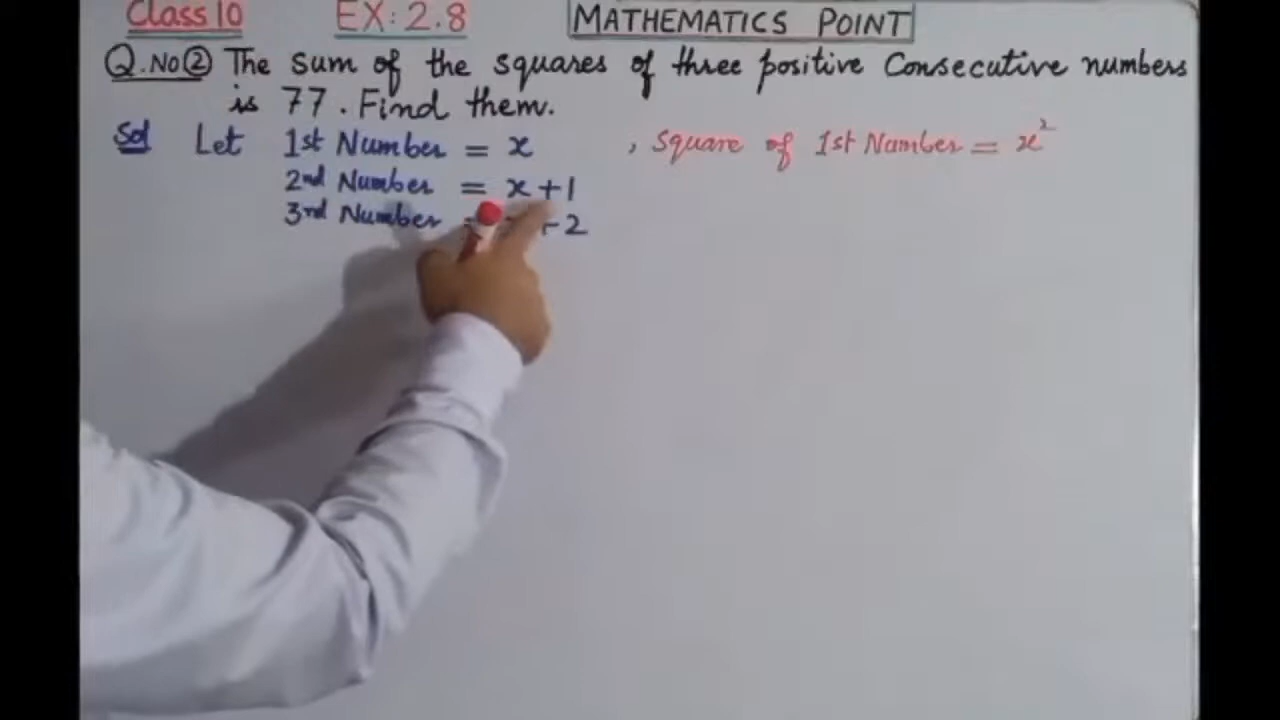 Class 10 EX: 2.8 MATHEMATICS POINT
Q.NO② The sum of the squares of three positive Consecutive numbers
is 77. Find them.
Sol Let 1st Number = x , square of 1st Number = x²
2nd Number = x+1
3rd Number 2